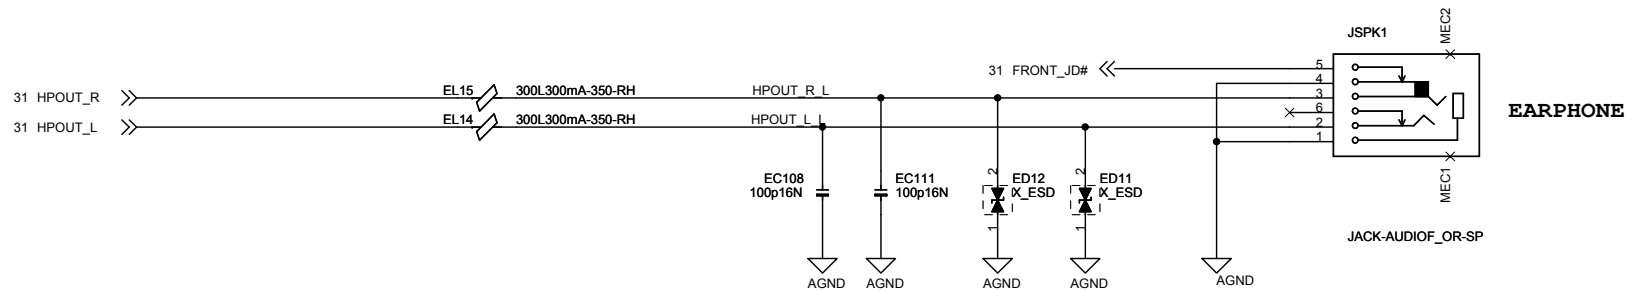 JSPK1
MEC2
31 FRONT_JD#
5
4
31 HPOUT_R
EL15 300L300mA-350-RH
HPOUT_R_L
3
6
EARPHONE
31 HPOUT_L
EL14 300L300mA-350-RH
HPOUT_L_L
2
1
EC108
100p16N
EC111
100p16N
2
ED12
X_ESD
1
2
ED11
X_ESD
1
MEC1
JACK-AUDIOF_OR-SP
AGND
AGND
AGND
AGND
AGND